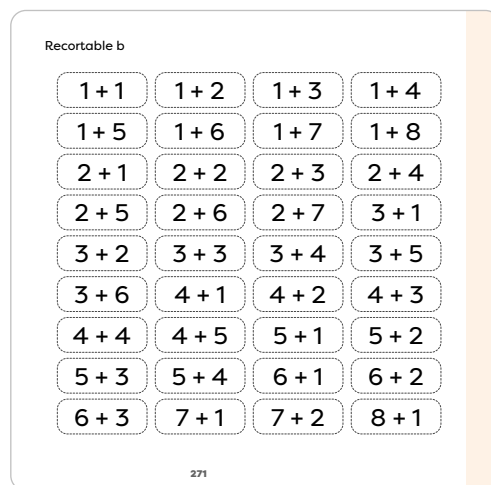 Recortable b
1 + 1 1 + 2 1 + 3 1 + 4
1 + 5 1 + 6 1 + 7 1 + 8
2 + 1 2 + 2 2 + 3 2 + 4
2 + 5 2 + 6 2 + 7 3 + 1
3 + 2 3 + 3 3 + 4 3 + 5
3 + 6 4 + 1 4 + 2 4 + 3
4 + 4 4 + 5 5 + 1 5 + 2
5 + 3 5 + 4 6 + 1 6 + 2
6 + 3 7 + 1 7 + 2 8 + 1
271